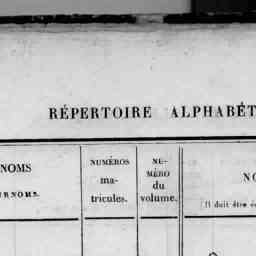 RÉPERTOIRE ALPHABÉT
NOMS
NUMÉROS
ma-
tricules.
NU-
MÉRO
du
volume.
NO
Il doit être